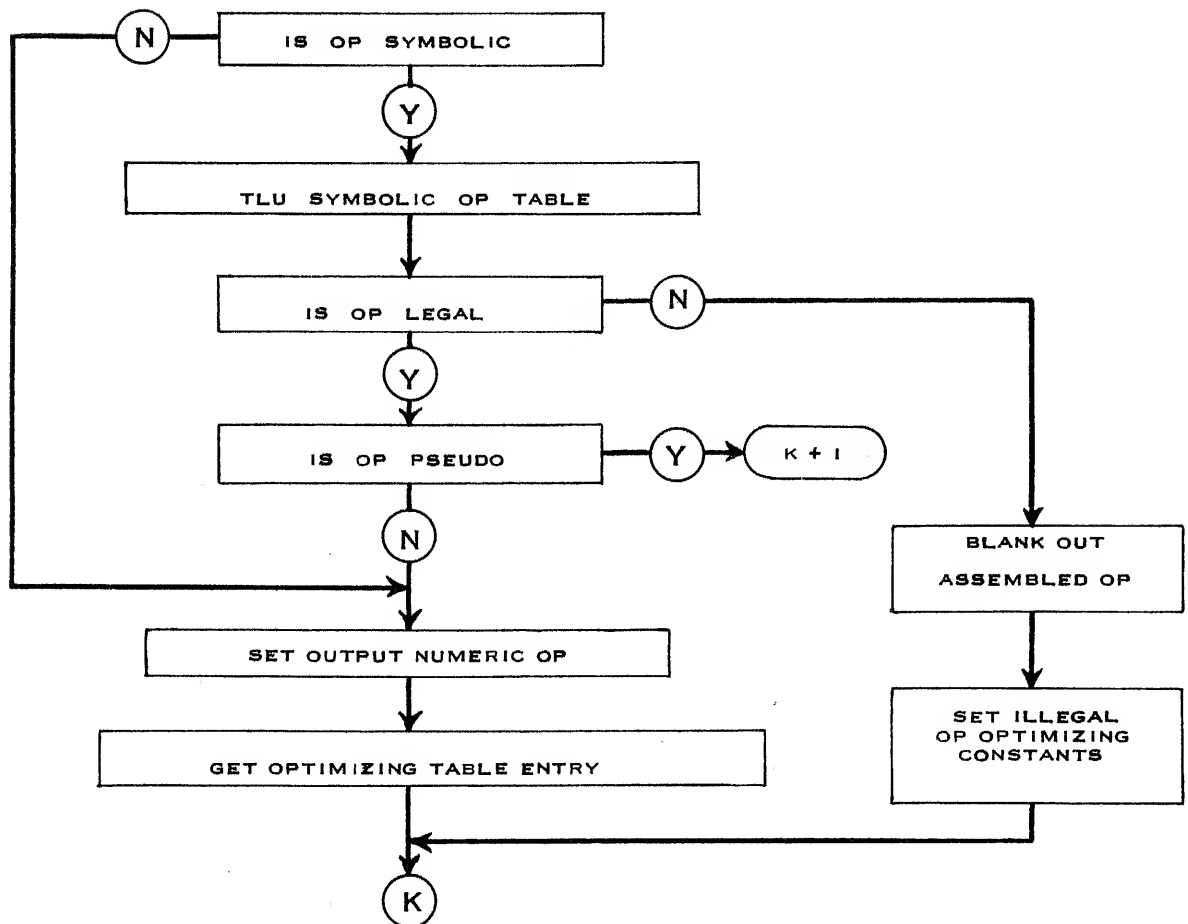 N
IS OP SYMBOLIC
Y
TLU SYMBOLIC OP TABLE
IS OP LEGAL
N
Y
IS OP PSEUDO
Y
K + 1
N
BLANK OUT
ASSEMBLED OP
SET OUTPUT NUMERIC OP
SET ILLEGAL
OP OPTIMIZING
CONSTANTS
GET OPTIMIZING TABLE ENTRY
K